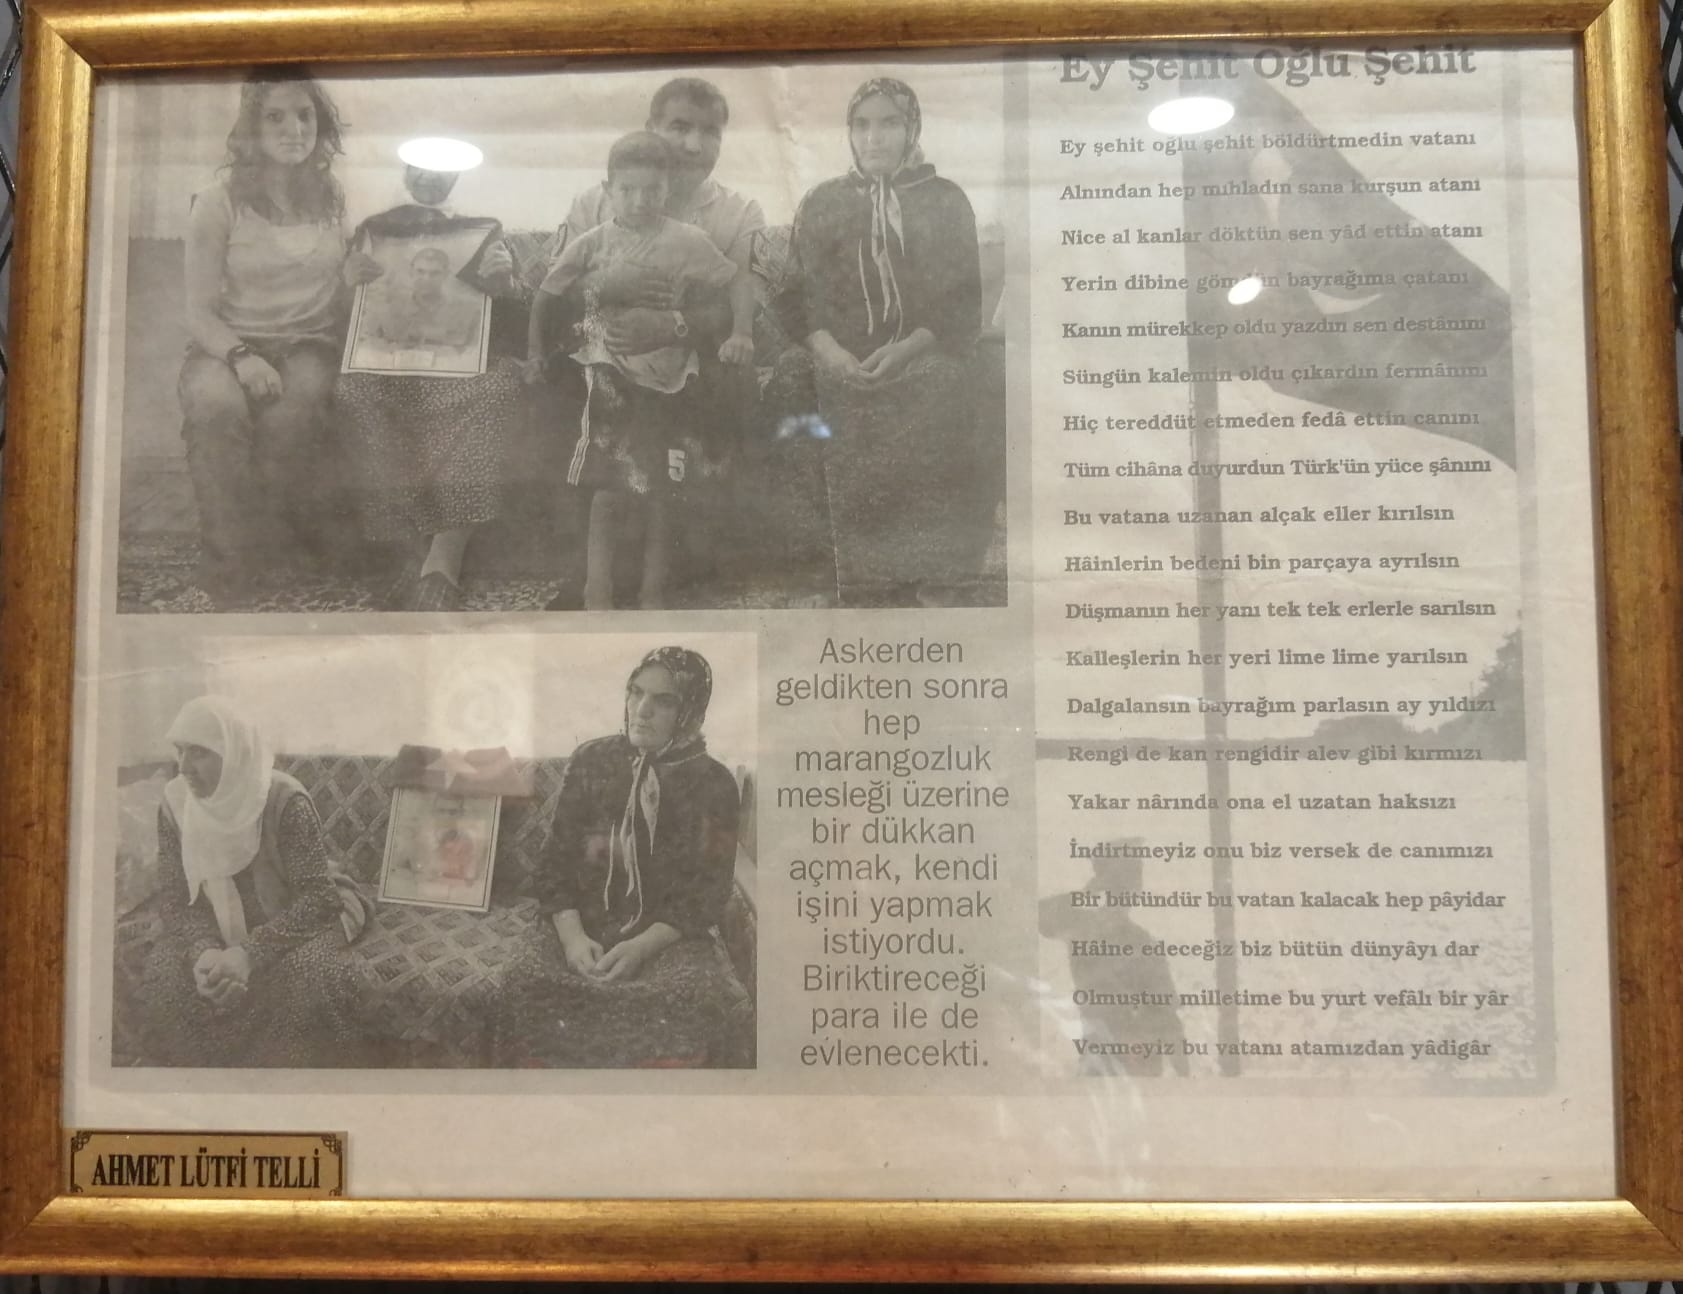 Ey Şehit Oğlu Şehit
Ey şehit oğlu şehit böldürtmedin vatanı
Alnından hep mıhladın sana kurşun atanı
Nice al kanlar döktün sen yâd ettin atanı
Yerin dibine gömdün bayrağıma çatanı
Kanın mürekkep oldu yazdın sen destânını
Süngün kalemin oldu çıkardın fermânını
Hiç tereddüt etmeden fedâ ettin canını
Tüm cihâna duyurdun Türk'ün yüce şânını
Bu vatana uzanan alçak eller kırılsın
Hâinlerin bedeni bin parçaya ayrılsın
Düşmanın her yanı tek tek erlerle sarılsın
Kalleşlerin her yeri lime lime yarılsın
Dalgalansın bayrağım parlasın ay yıldızı
Rengi de kan rengidir alev gibi kırmızı
Yakar nârında ona el uzatan haksızı
İndirtmeyiz onu biz versek de canımızı
Bir bütündür bu vatan kalacak hep pâyidar
Hâine edeceğiz biz bütün dünyâyı dar
Olmuştur milletime bu yurt vefâlı bir yâr
Vermeyiz bu vatanı atamızdan yâdigâr
Askerden
geldikten sonra
hep
marangozluk
mesleği üzerine
bir dükkan
açmak, kendi
işini yapmak
istiyordu.
Biriktireceği
para ile de
evlenecekti.
5
AHMET LÜTFİ TELLİ